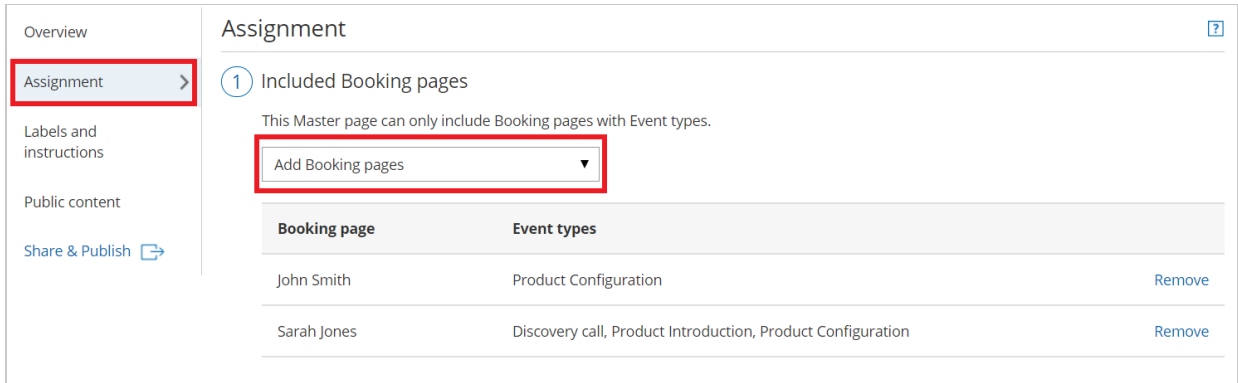 Overview
Assignment
Labels and
instructions
Public content
Share & Publish
Assignment
?
1 Included Booking pages
This Master page can only include Booking pages with Event types.
Add Booking pages
Booking page Event types
John Smith Product Configuration Remove
Sarah Jones Discovery call, Product Introduction, Product Configuration Remove